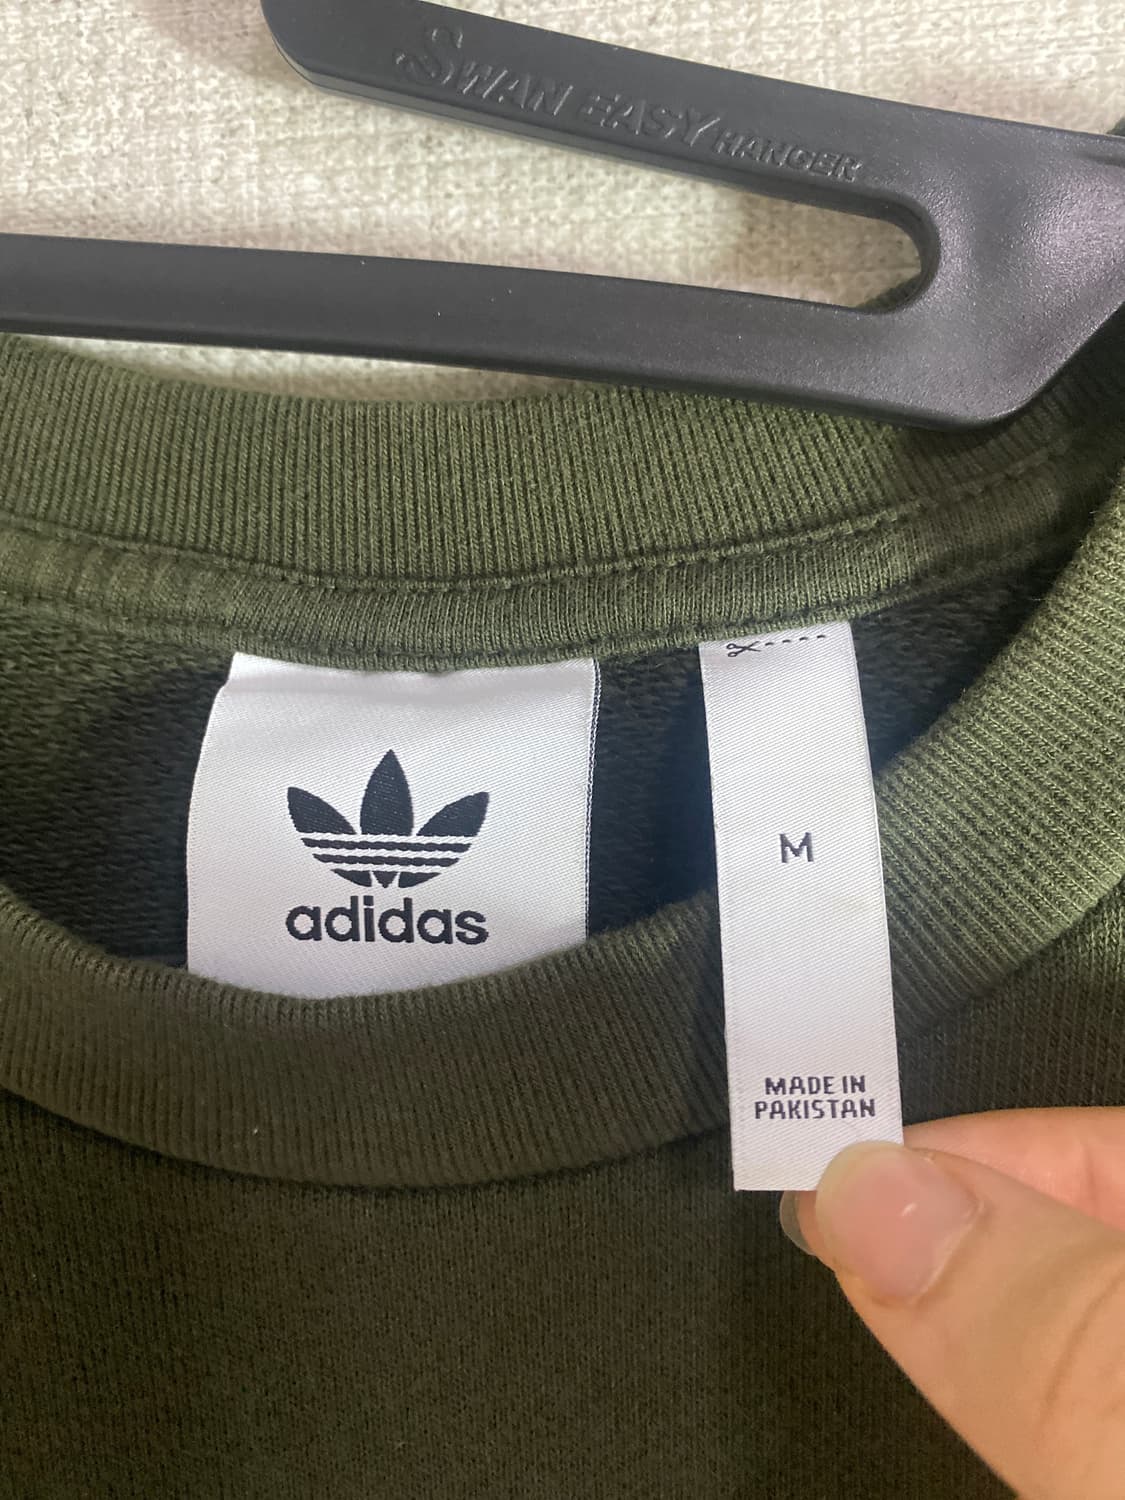 SWAN EASY HANGER
adidas
M
MADE IN
PAKISTAN